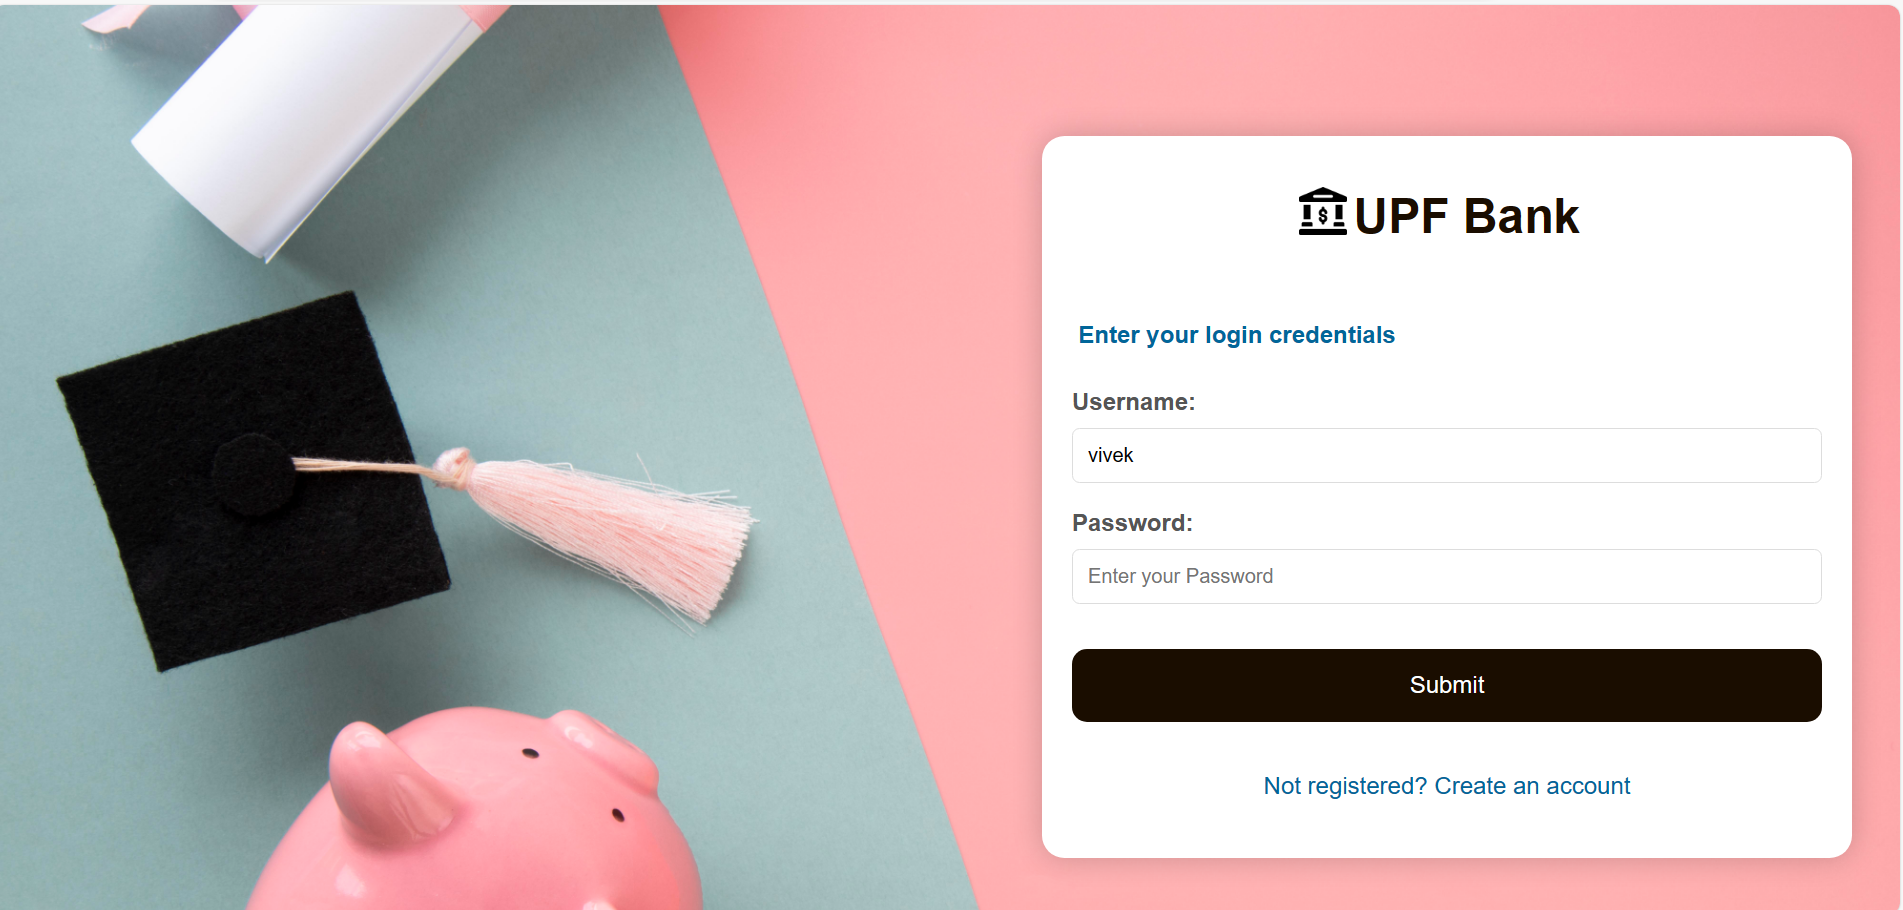 UPF Bank
Enter your login credentials
Username:
vivek
Password:
Enter your Password
Submit
Not registered? Create an account